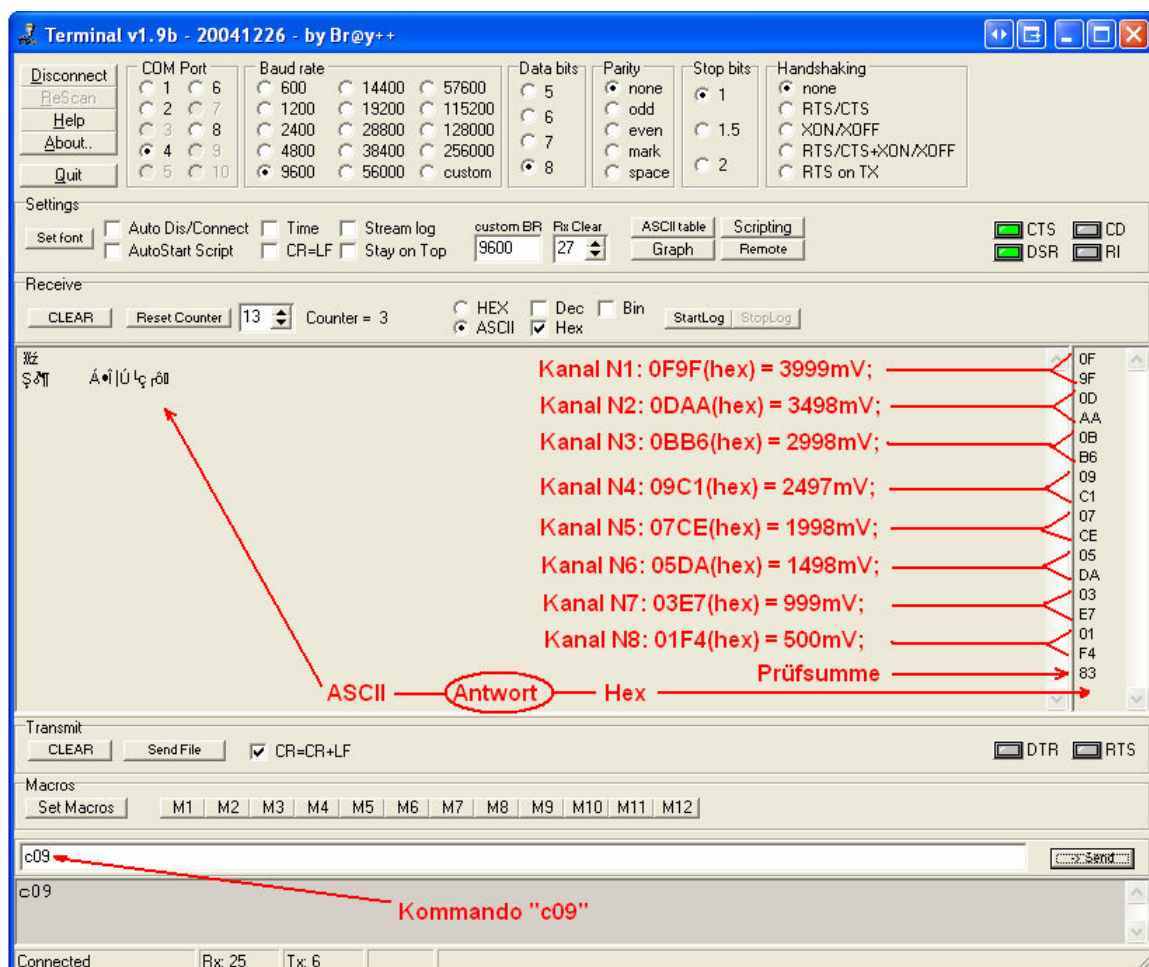 Terminal v1.9b - 20041226 - by Br@y++
Disconnect
ReScan
Help
About..
Quit
COM Port
1 6
2 7
3 8
4 9
5 10
Baud rate
600 14400 57600
1200 19200 115200
2400 28800 128000
4800 38400 256000
9600 56000 custom
Data bits
5
6
7
8
Parity
none
odd
even
mark
space
Stop bits
1
1.5
2
Handshaking
none
RTS/CTS
XON/XOFF
RTS/CTS+XON/XOFF
RTS on TX
Settings
Set font
Auto Dis/Connect Time Stream log
AutoStart Script CR=LF Stay on Top
custom BR
9600
Rx Clear
27
ASCII table Scripting
Graph Remote
CTS CD
DSR RI
Receive
CLEAR Reset Counter 13 Counter = 3
HEX Dec Bin
ASCII Hex
StartLog StopLog
Kanal N1: 0F9F(hex) = 3999mV;
Kanal N2: 0DAA(hex) = 3498mV;
Kanal N3: 0BB6(hex) = 2998mV;
Kanal N4: 09C1(hex) = 2497mV;
Kanal N5: 07CE(hex) = 1998mV;
Kanal N6: 05DA(hex) = 1498mV;
Kanal N7: 03E7(hex) = 999mV;
Kanal N8: 01F4(hex) = 500mV;
Prüfsumme
ASCII Antwort Hex
0F
9F
0D
AA
0B
B6
09
C1
07
CE
05
DA
03
E7
01
F4
83
Transmit
CLEAR Send File CR=CR+LF
DTR RTS
Macros
Set Macros M1 M2 M3 M4 M5 M6 M7 M8 M9 M10 M11 M12
c09
-> Send
c09
Kommando "c09"
Connected Rx: 25 Tx: 6